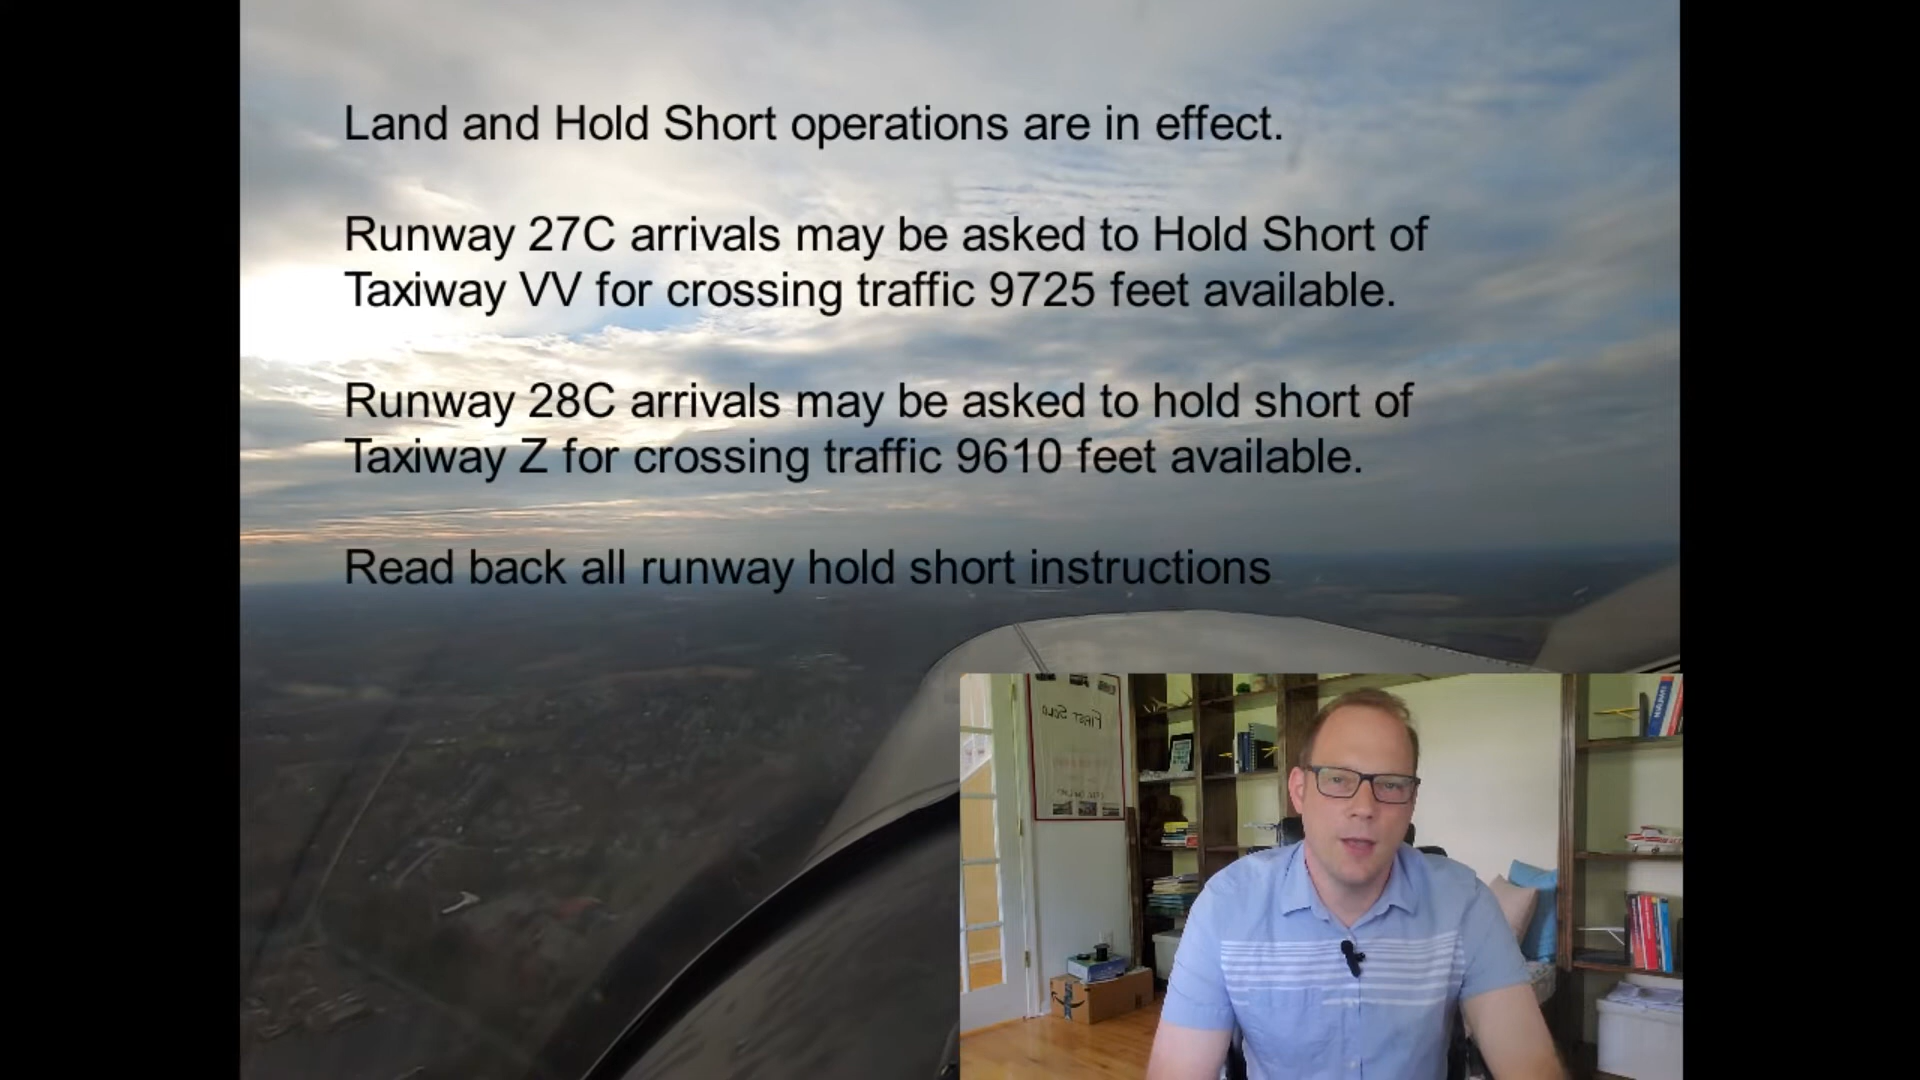 Land and Hold Short operations are in effect.
Runway 27C arrivals may be asked to Hold Short of
Taxiway VV for crossing traffic 9725 feet available.
Runway 28C arrivals may be asked to hold short of
Taxiway Z for crossing traffic 9610 feet available.
Read back all runway hold short instructions
FIRST SOLO